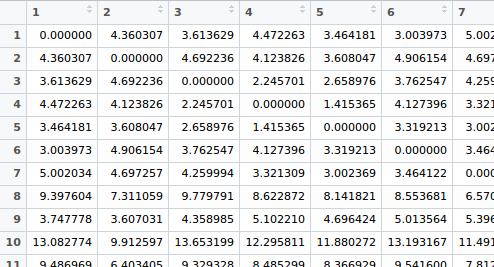 1 2 3 4 5 6 7
1 0.000000 4.360307 3.613629 4.472263 3.464181 3.003973 5.002
2 4.360307 0.000000 4.692236 4.123826 3.608047 4.906154 4.697
3 3.613629 4.692236 0.000000 2.245701 2.658976 3.762547 4.259
4 4.472263 4.123826 2.245701 0.000000 1.415365 4.127396 3.321
5 3.464181 3.608047 2.658976 1.415365 0.000000 3.319213 3.002
6 3.003973 4.906154 3.762547 4.127396 3.319213 0.000000 3.464
7 5.002034 4.697257 4.259994 3.321309 3.002369 3.464122 0.000
8 9.397604 7.311059 9.779791 8.622872 8.141821 8.553681 6.570
9 3.747778 3.607031 4.358985 5.102210 4.696424 5.013564 5.396
10 13.082774 9.912597 13.653199 12.295811 11.880272 13.193167 11.491
11 9.486969 6.403405 9.329328 8.485299 8.366929 9.541600 7.812